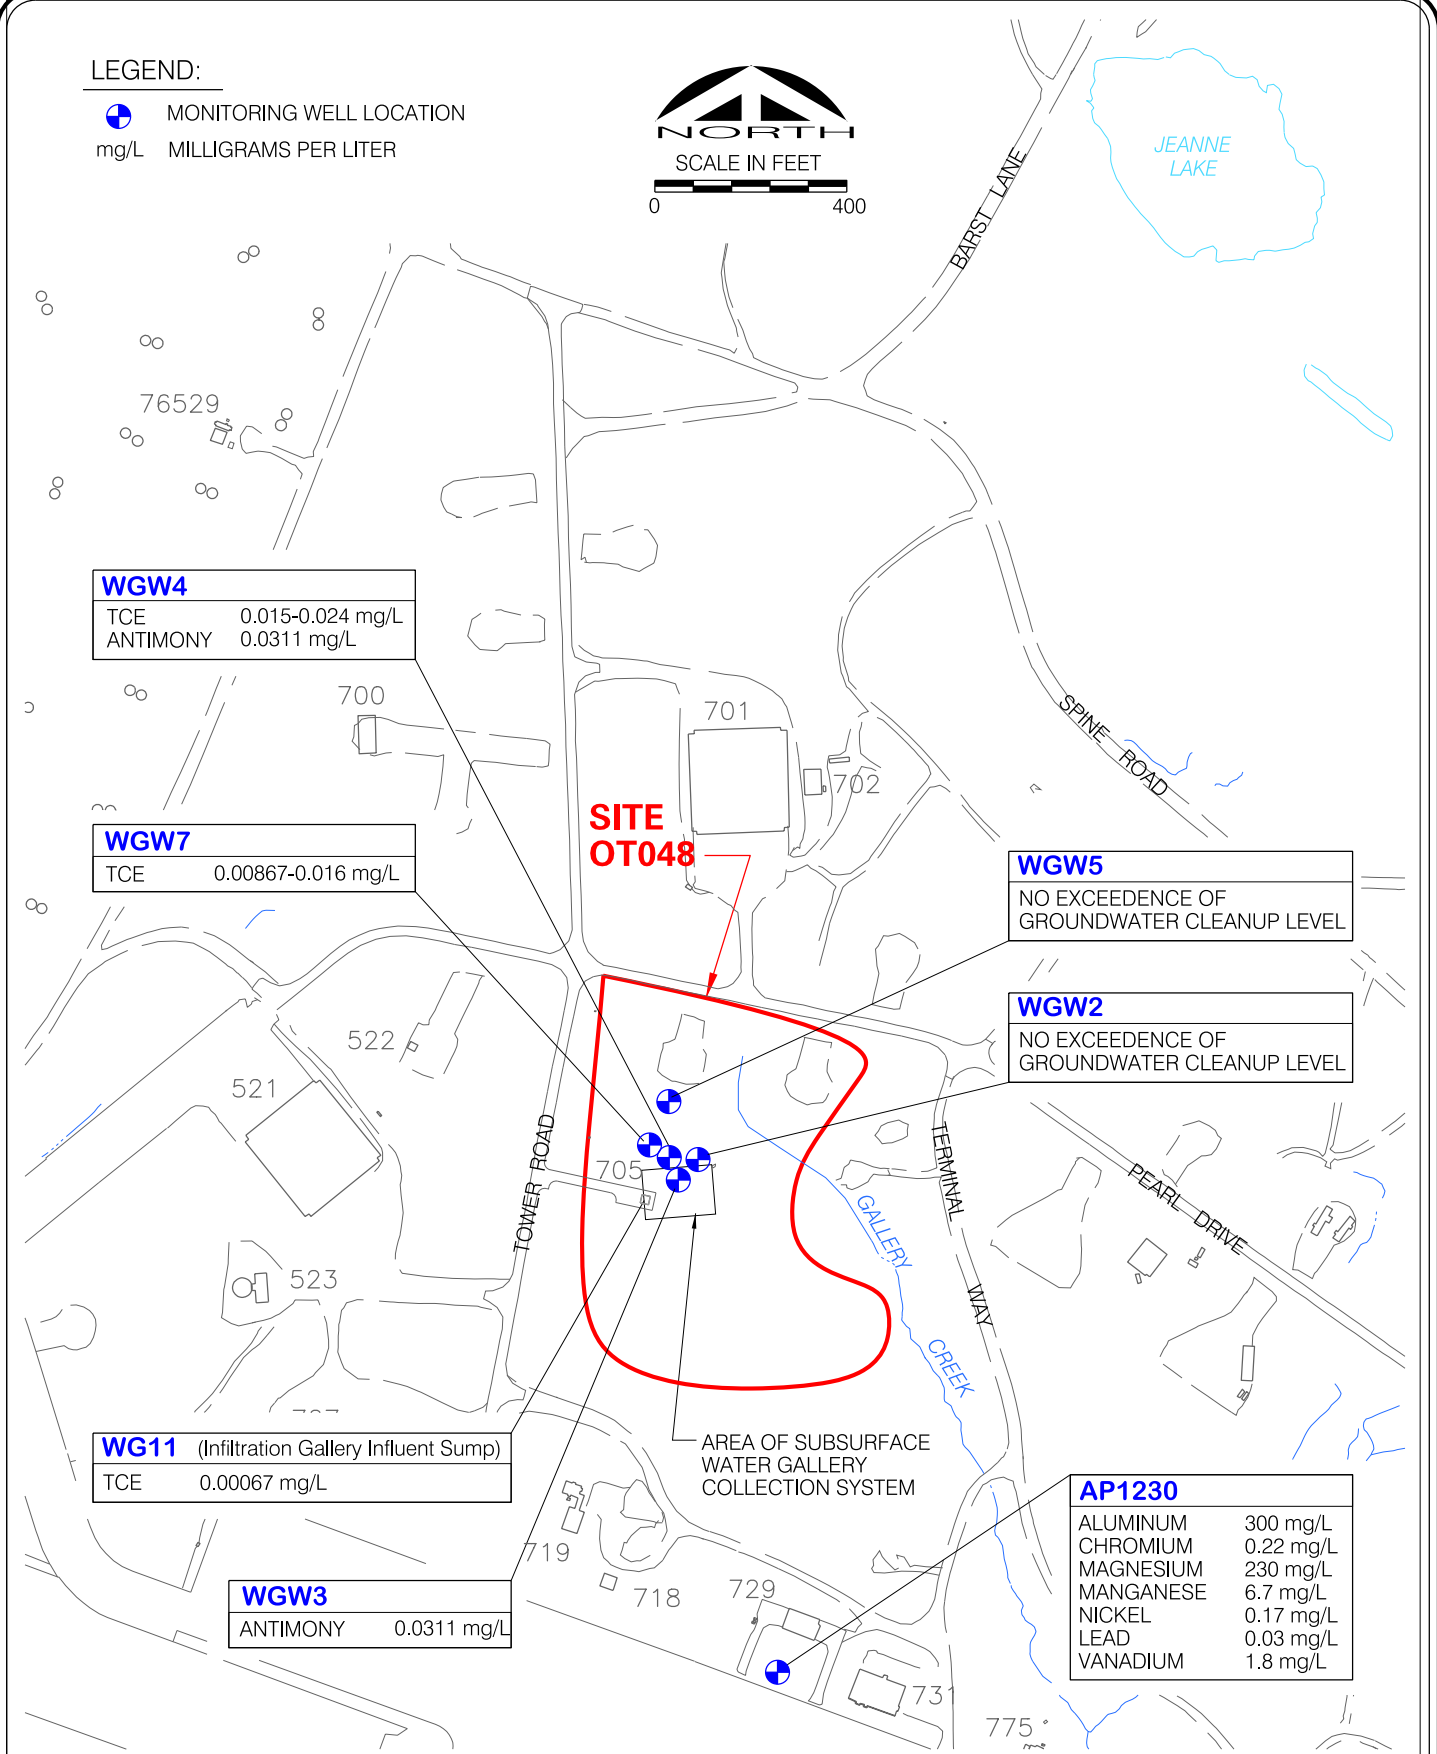 LEGEND:
MONITORING WELL LOCATION
mg/L MILLIGRAMS PER LITER
NORTH
SCALE IN FEET
0 400
JEANNE
LAKE
BARST LANE
76529
WGW4
TCE 0.015-0.024 mg/L
ANTIMONY 0.0311 mg/L
700
701
702
SPINE ROAD
SITE
OT048
WGW7
TCE 0.00867-0.016 mg/L
WGW5
NO EXCEEDENCE OF
GROUNDWATER CLEANUP LEVEL
WGW2
NO EXCEEDENCE OF
GROUNDWATER CLEANUP LEVEL
522
521
TOWER ROAD
705
TERMINAL WAY
PEARL DRIVE
GALLERY CREEK
523
WG11 (Infiltration Gallery Influent Sump)
TCE 0.00067 mg/L
AREA OF SUBSURFACE
WATER GALLERY
COLLECTION SYSTEM
AP1230
ALUMINUM 300 mg/L
CHROMIUM 0.22 mg/L
MAGNESIUM 230 mg/L
MANGANESE 6.7 mg/L
NICKEL 0.17 mg/L
LEAD 0.03 mg/L
VANADIUM 1.8 mg/L
719
718
729
WGW3
ANTIMONY 0.0311 mg/L
731
775